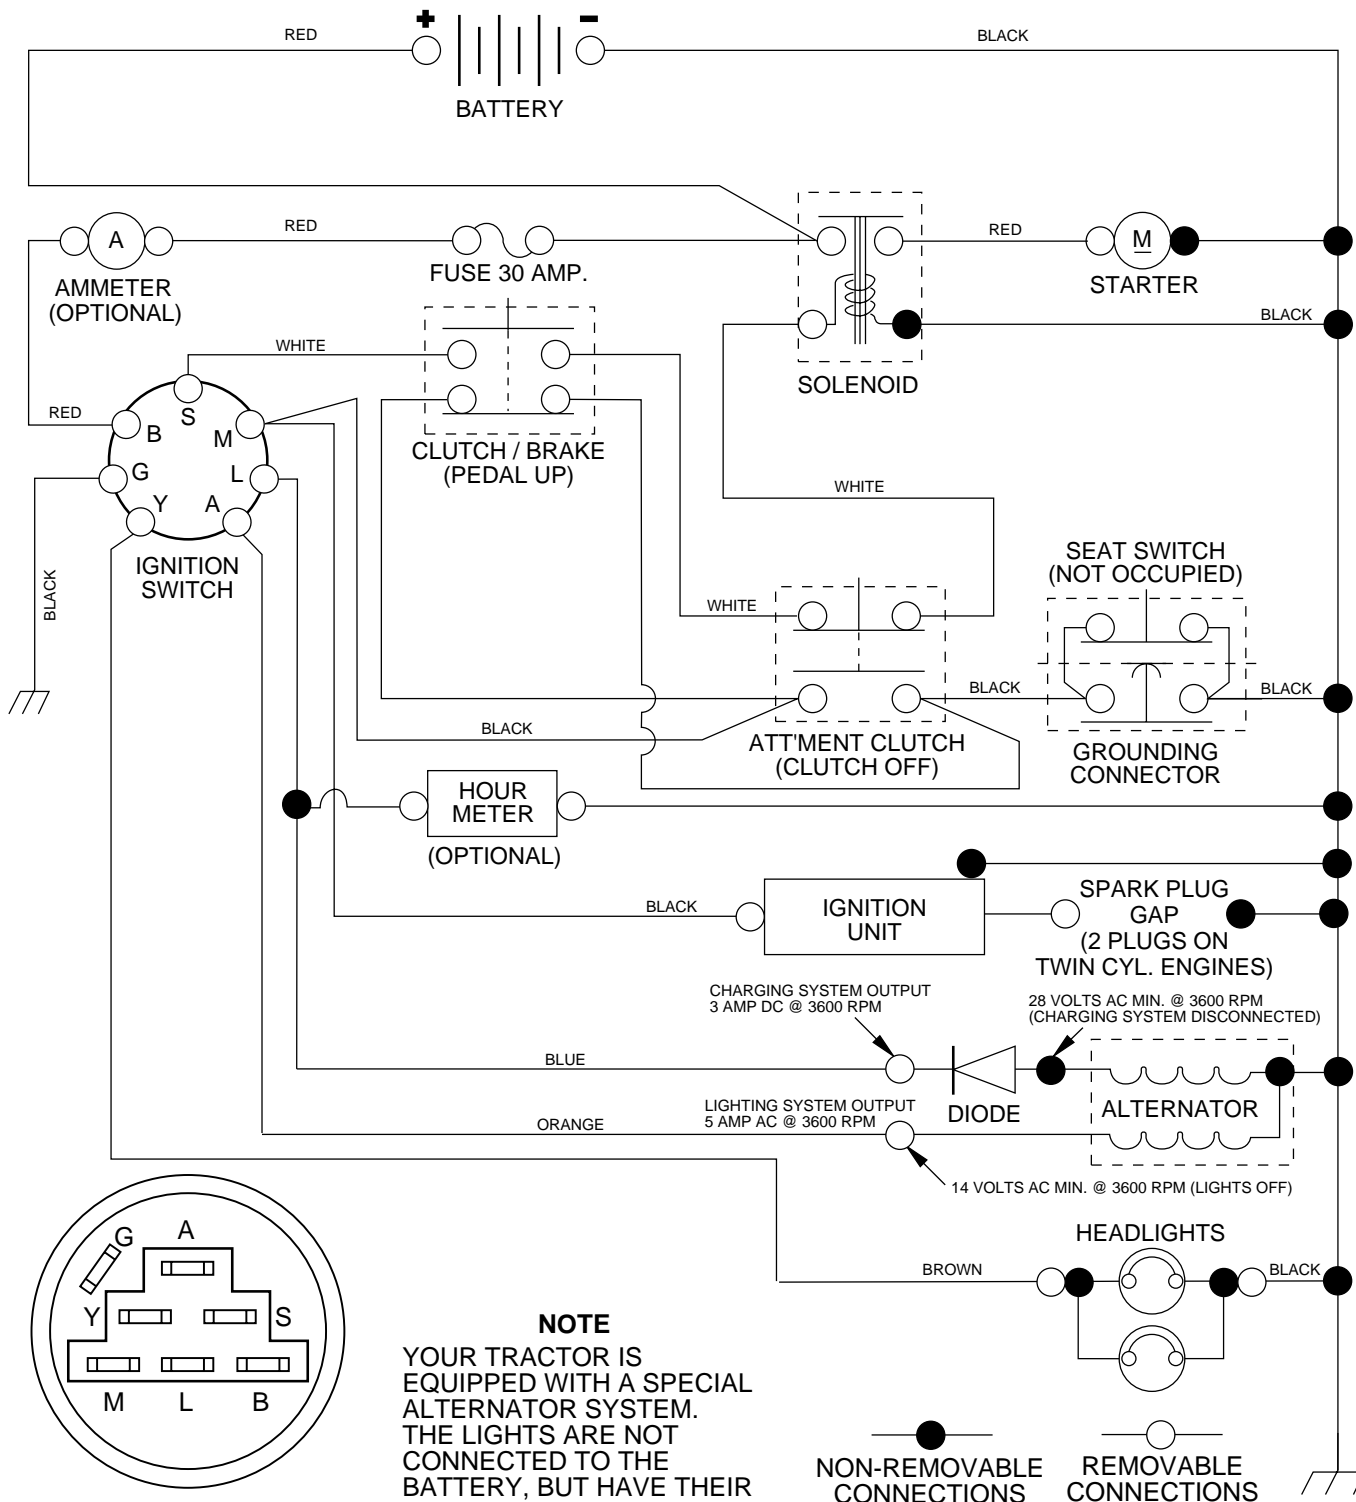 +
-
RED
BLACK
BATTERY
A
RED
RED
M
FUSE 30 AMP.
STARTER
AMMETER
(OPTIONAL)
BLACK
WHITE
SOLENOID
RED
S
B
M
CLUTCH / BRAKE
(PEDAL UP)
G
L
Y
A
WHITE
IGNITION
SWITCH
BLACK
SEAT SWITCH
(NOT OCCUPIED)
WHITE
BLACK
BLACK
BLACK
ATT'MENT CLUTCH
(CLUTCH OFF)
GROUNDING
CONNECTOR
HOUR
METER
(OPTIONAL)
BLACK
IGNITION
UNIT
SPARK PLUG
GAP
(2 PLUGS ON
TWIN CYL. ENGINES)
CHARGING SYSTEM OUTPUT
3 AMP DC @ 3600 RPM
28 VOLTS AC MIN. @ 3600 RPM
(CHARGING SYSTEM DISCONNECTED)
BLUE
DIODE
ALTERNATOR
LIGHTING SYSTEM OUTPUT
5 AMP AC @ 3600 RPM
ORANGE
14 VOLTS AC MIN. @ 3600 RPM (LIGHTS OFF)
HEADLIGHTS
BROWN
BLACK
G
A
Y
S
M
L
B
NOTE
YOUR TRACTOR IS
EQUIPPED WITH A SPECIAL
ALTERNATOR SYSTEM.
THE LIGHTS ARE NOT
CONNECTED TO THE
BATTERY, BUT HAVE THEIR
NON-REMOVABLE
CONNECTIONS
REMOVABLE
CONNECTIONS